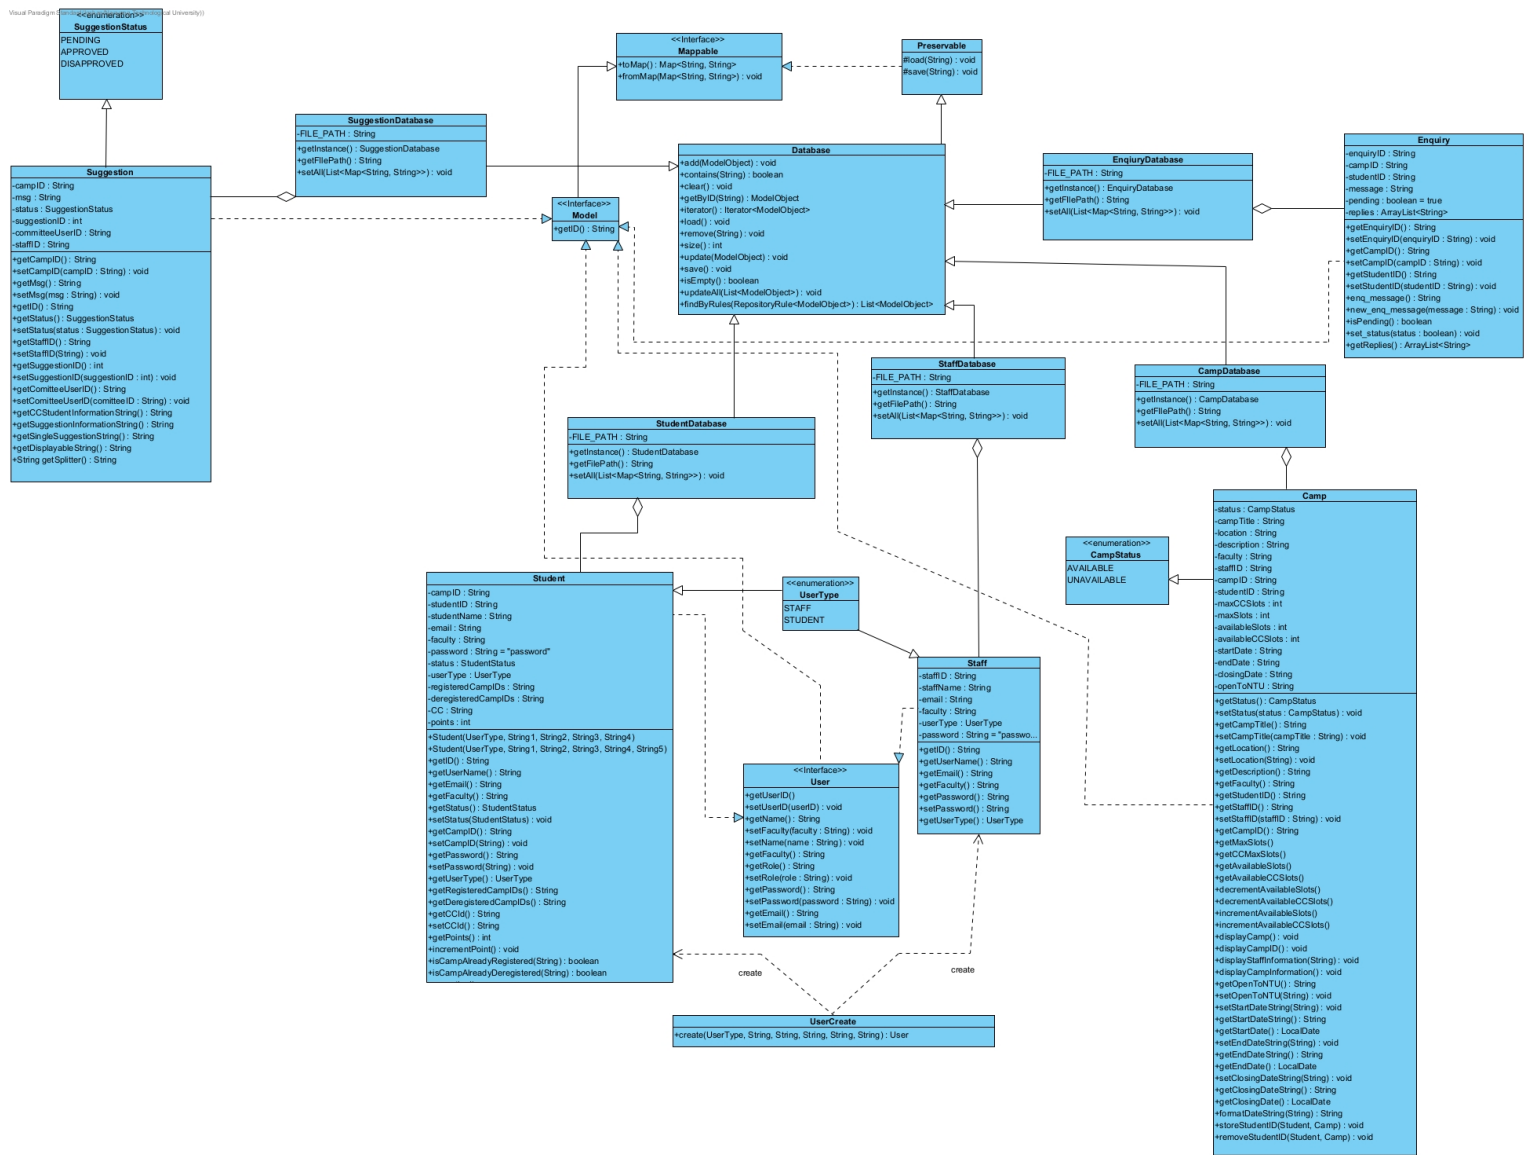 Visual Paradigm
Technological University))
<<enumeration>>
SuggestionStatus
PENDING
APPROVED
DISAPPROVED
<<Interface>>
Mappable
+toMap() : Map<String, String>
+fromMap(Map<String, String>) : void
Preservable
#load(String) : void
#save(String) : void
SuggestionDatabase
-FILE_PATH : String
+getInstance() : SuggestionDatabase
+getFIlePath() : String
+setAll(List<Map<String, String>>) : void
Suggestion
-campID : String
-msg : String
-status : SuggestionStatus
-suggestionID : int
-committeeUserID : String
-staffID : String
+getCampID() : String
+setCampID(campID : String) : void
+getMsg() : String
+setMsg(msg : String) : void
+getID() : String
+getStatus() : SuggestionStatus
+setStatus(status : SuggestionStatus) : void
+getStaffID() : String
+setStaffID(String) : void
+getSuggestionID() : int
+setSuggestionID(suggestionID : int) : void
+getComitteeUserID() : String
+setComitteeUserID(comitteeID : String) : void
+getCCStudentInformationString() : String
+getSuggestionInformationString() : String
+getSingleSuggestionString() : String
+getDisplayableString() : String
+String getSplitter() : String
<<Interface>>
Model
+getID() : String
Database
+add(ModelObject) : void
+contains(String) : boolean
+clear() : void
+getByID(String) : ModelObject
+iterator() : Iterator<ModelObject>
+load() : void
+remove(String) : void
+size() : int
+update(ModelObject) : void
+save() : void
+isEmpty() : boolean
+updateAll(List<ModelObject>) : void
+findByRules(RepositoryRule<ModelObject>) : List<ModelObject>
EnqiuryDatabase
-FILE_PATH : String
+getInstance() : EnquiryDatabase
+getFIlePath() : String
+setAll(List<Map<String, String>>) : void
Enquiry
-enquiryID : String
-campID : String
-studentID : String
-message : String
-pending : boolean = true
-replies : ArrayList<String>
+getEnquiryID() : String
+setEnquiryID(enquiryID : String) : void
+getCampID() : String
+setCampID(campID : String) : void
+getStudentID() : String
+setStudentID(studentID : String) : void
+enq_message() : String
+new_enq_message(message : String) : void
+isPending() : boolean
+set_status(status : boolean) : void
+getReplies() : ArrayList<String>
StaffDatabase
-FILE_PATH : String
+getInstance() : StaffDatabase
+getFilePath() : String
+setAll(List<Map<String, String>>) : void
CampDatabase
-FILE_PATH : String
+getInstance() : CampDatabase
+getFIlePath() : String
+setAll(List<Map<String, String>>) : void
StudentDatabase
-FILE_PATH : String
+getInstance() : StudentDatabase
+getFilePath() : String
+setAll(List<Map<String, String>>) : void
Student
-campID : String
-studentID : String
-studentName : String
-email : String
-faculty : String
-password : String = "password"
-status : StudentStatus
-userType : UserType
-registeredCampIDs : String
-deregisteredCampIDs : String
-CC : String
-points : int
+Student(UserType, String1, String2, String3, String4)
+Student(UserType, String1, String2, String3, String4, String5)
+getID() : String
+getUserName() : String
+getEmail() : String
+getFaculty() : String
+getStatus() : StudentStatus
+setStatus(StudentStatus) : void
+getCampID() : String
+setCampID(String) : void
+getPassword() : String
+setPassword(String) : void
+getUserType() : UserType
+getRegisteredCampIDs() : String
+getDeregisteredCampIDs() : String
+getCCId() : String
+setCCId() : String
+getPoints() : int
+incrementPoint() : void
+isCampAlreadyRegistered(String) : boolean
+isCampAlreadyDeregistered(String) : boolean
<<enumeration>>
UserType
STAFF
STUDENT
<<enumeration>>
CampStatus
AVAILABLE
UNAVAILABLE
Staff
-staffID : String
-staffName : String
-email : String
-faculty : String
-userType : UserType
-password : String = "passwo...
+getID() : String
+getUserName() : String
+getEmail() : String
+getFaculty() : String
+getPassword() : String
+setPassword() : String
+getUserType() : UserType
<<Interface>>
User
+getUserID()
+setUserID(userID) : void
+getName() : String
+setFaculty(faculty : String) : void
+setName(name : String) : void
+getFaculty() : String
+getRole() : String
+setRole(role : String) : void
+getPassword() : String
+setPassword(password : String) : void
+getEmail() : String
+setEmail(email : String) : void
create
create
UserCreate
+create(UserType, String, String, String, String, String) : User
Camp
-status : CampStatus
-campTitle : String
-location : String
-description : String
-faculty : String
-staffID : String
-campID : String
-studentID : String
-maxCCSlots : int
-maxSlots : int
-availableSlots : int
-availableCCSlots : int
-startDate : String
-endDate : String
-closingDate : String
-openToNTU : String
+getStatus() : CampStatus
+setStatus(status : CampStatus) : void
+getCampTitle() : String
+setCampTitle(campTitle : String) : void
+getLocation() : String
+setLocation(String) : void
+getDescription() : String
+getFaculty() : String
+getStudentID() : String
+getStaffID() : String
+setStaffID(staffID : String) : void
+getCampID() : String
+getMaxSlots()
+getCCMaxSlots()
+getAvailableSlots()
+getAvailableCCSlots()
+decrementAvailableSlots()
+decrementAvailableCCSlots()
+incrementAvailableSlots()
+incrementAvailableCCSlots()
+displayCamp() : void
+displayCampID() : void
+displayStaffInformation(String) : void
+displayCampInformation() : void
+getOpenToNTU() : String
+setOpenToNTU(String) : void
+setStartDateString(String) : void
+getStartDateString() : String
+getStartDate() : LocalDate
+setEndDateString(String) : void
+getEndDateString() : String
+getEndDate() : LocalDate
+setClosingDateString(String) : void
+getClosingDateString() : String
+getClosingDate() : LocalDate
+formatDateString(String) : String
+storeStudentID(Student, Camp) : void
+removeStudentID(Student, Camp) : void